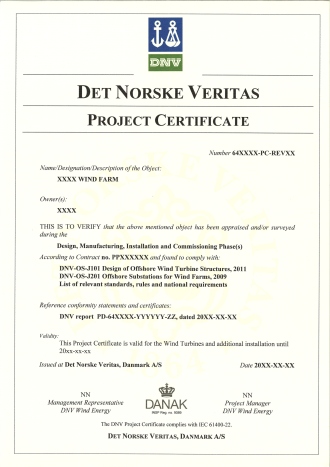 DNV
DET NORSKE VERITAS
PROJECT CERTIFICATE
Number 64XXXX-PC-REVXX
Name/Designation/Description of the Object:
XXXX WIND FARM
Owner(s):
XXXX
THIS IS TO VERIFY that the above mentioned object has been appraised and/or surveyed
during the
Design, Manufacturing, Installation and Commissioning Phase(s)
According to Contract no. PPXXXXXX and found to comply with:
DNV-OS-J101 Design of Offshore Wind Turbine Structures, 2011
DNV-OS-J201 Offshore Substations for Wind Farms, 2009
List of relevant standards, rules and national requirements
Reference conformity statements and certificates:
DNV report PD-64XXXX-YYYYYY-ZZ, dated 20XX-XX-XX
Validity:
This Project Certificate is valid for the Wind Turbines and additional installation until
20xx-xx-xx
Issued at Det Norske Veritas, Danmark A/S Date 20XX-XX-XX
NN NN
Management Representative DANAK Project Manager
DNV Wind Energy DNV Wind Energy
The DNV Project Certificate complies with IEC 61400-22.
DET NORSKE VERITAS, DANMARK A/S